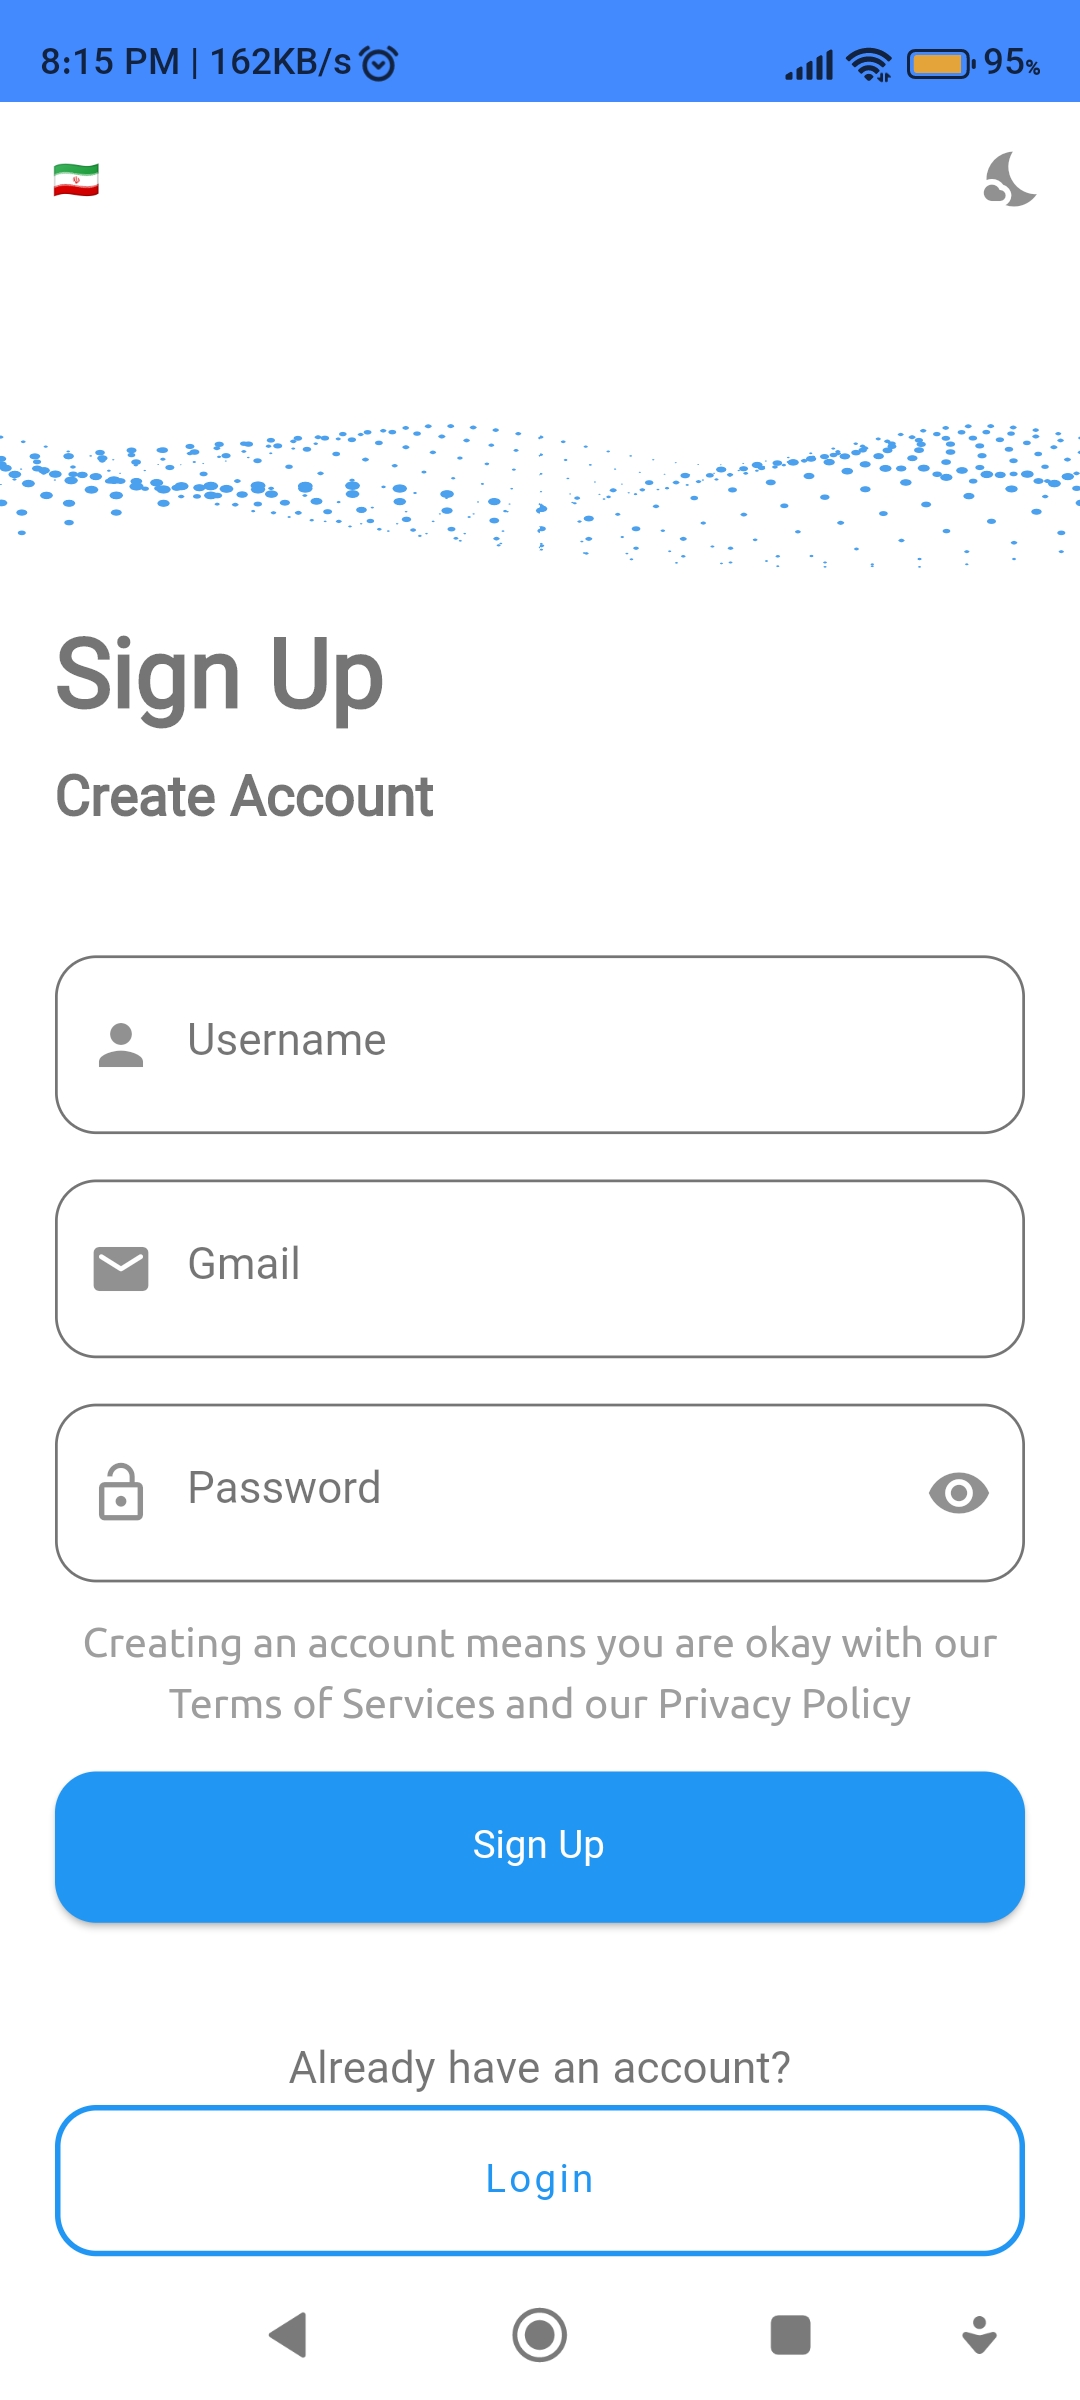 8:15 PM | 162KB/s
95%
Sign Up
Create Account
Username
Gmail
Password
Creating an account means you are okay with our
Terms of Services and our Privacy Policy
Sign Up
Already have an account?
Login